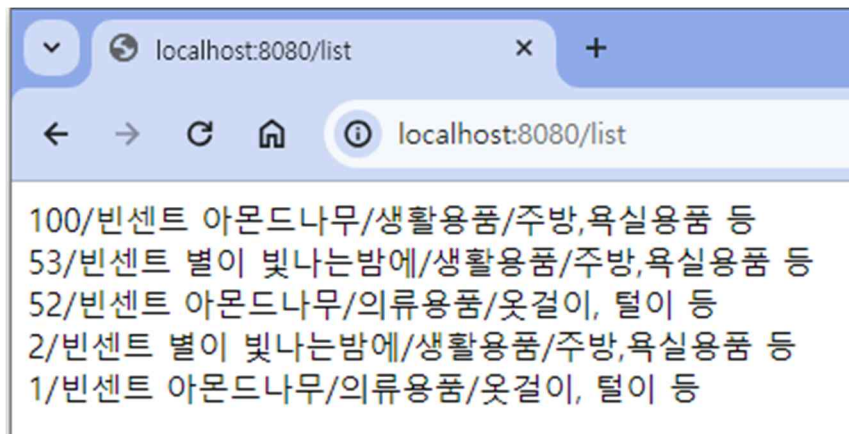 localhost:8080/list
localhost:8080/list
100/빈센트 아몬드나무/생활용품/주방,욕실용품 등
53/빈센트 별이 빛나는밤에/생활용품/주방,욕실용품 등
52/빈센트 아몬드나무/의류용품/옷걸이, 털이 등
2/빈센트 별이 빛나는밤에/생활용품/주방,욕실용품 등
1/빈센트 아몬드나무/의류용품/옷걸이, 털이 등